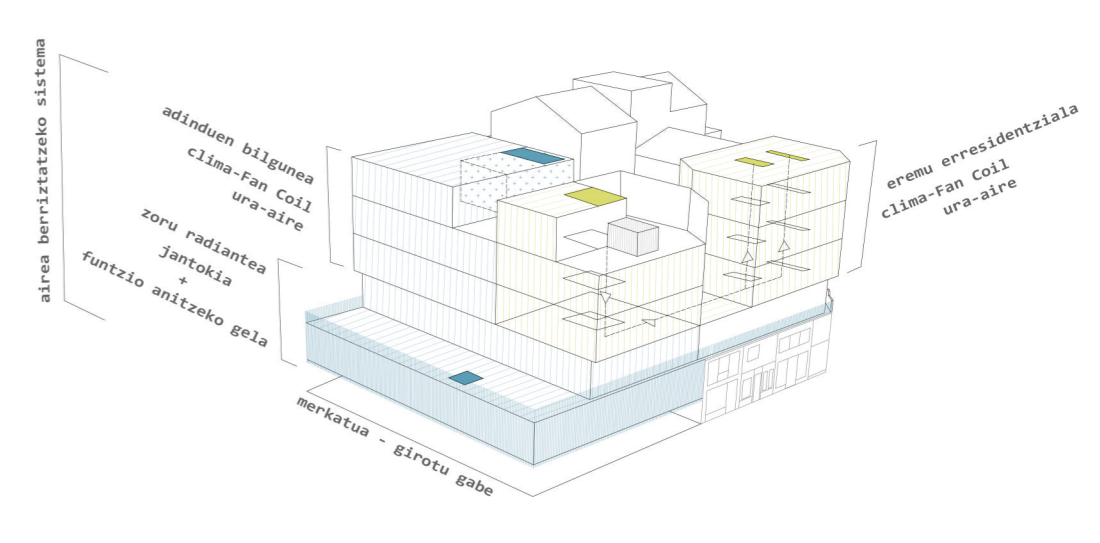 airea berriztatzeko sistema
adinduen bilgunea
clima-Fan Coil
ura-aire
zoru radiantea
jantokia
+
funtzio anitzeko gela
merkatua - girotu gabe
eremu erresidentziala
clima-Fan Coil
ura-aire